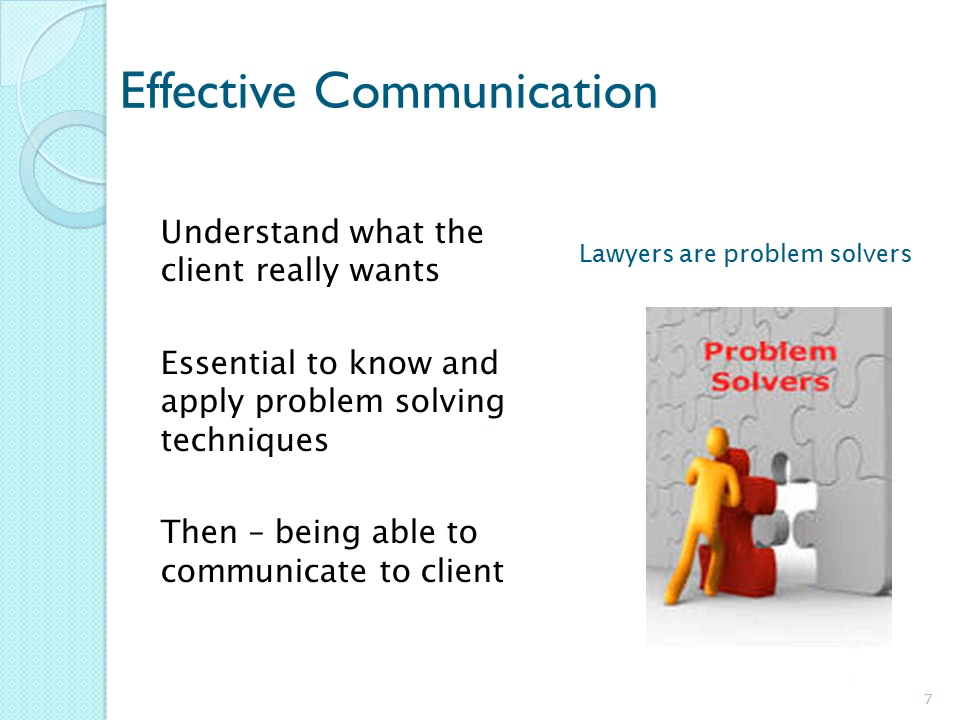 Effective Communication
Understand what the
client really wants
Essential to know and
apply problem solving
techniques
Then – being able to
communicate to client
Lawyers are problem solvers
Problem
Solvers
7